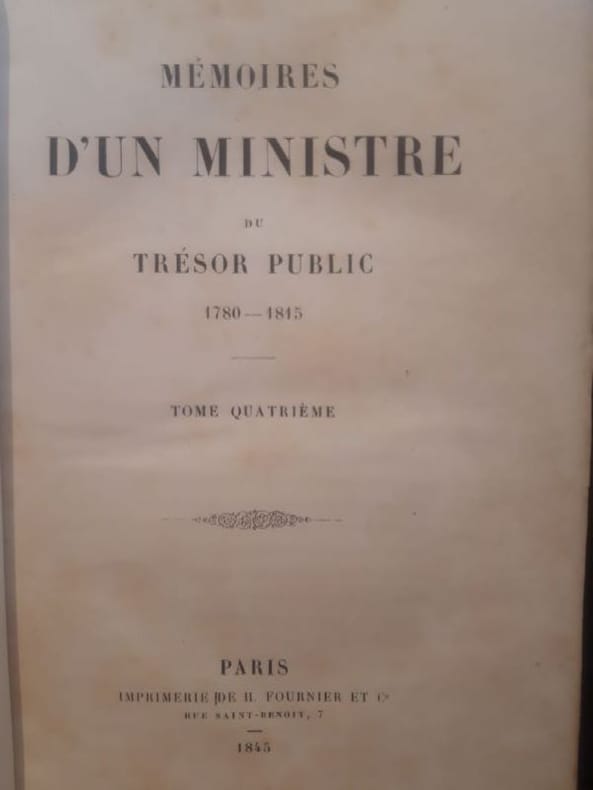 MÉMOIRES
D'UN MINISTRE
DU
TRÉSOR PUBLIC
1780—1815
TOME QUATRIÈME
PARIS
IMPRIMERIE DE H. FOURNIER ET Cie
RUE SAINT-BENOIT, 7
1845